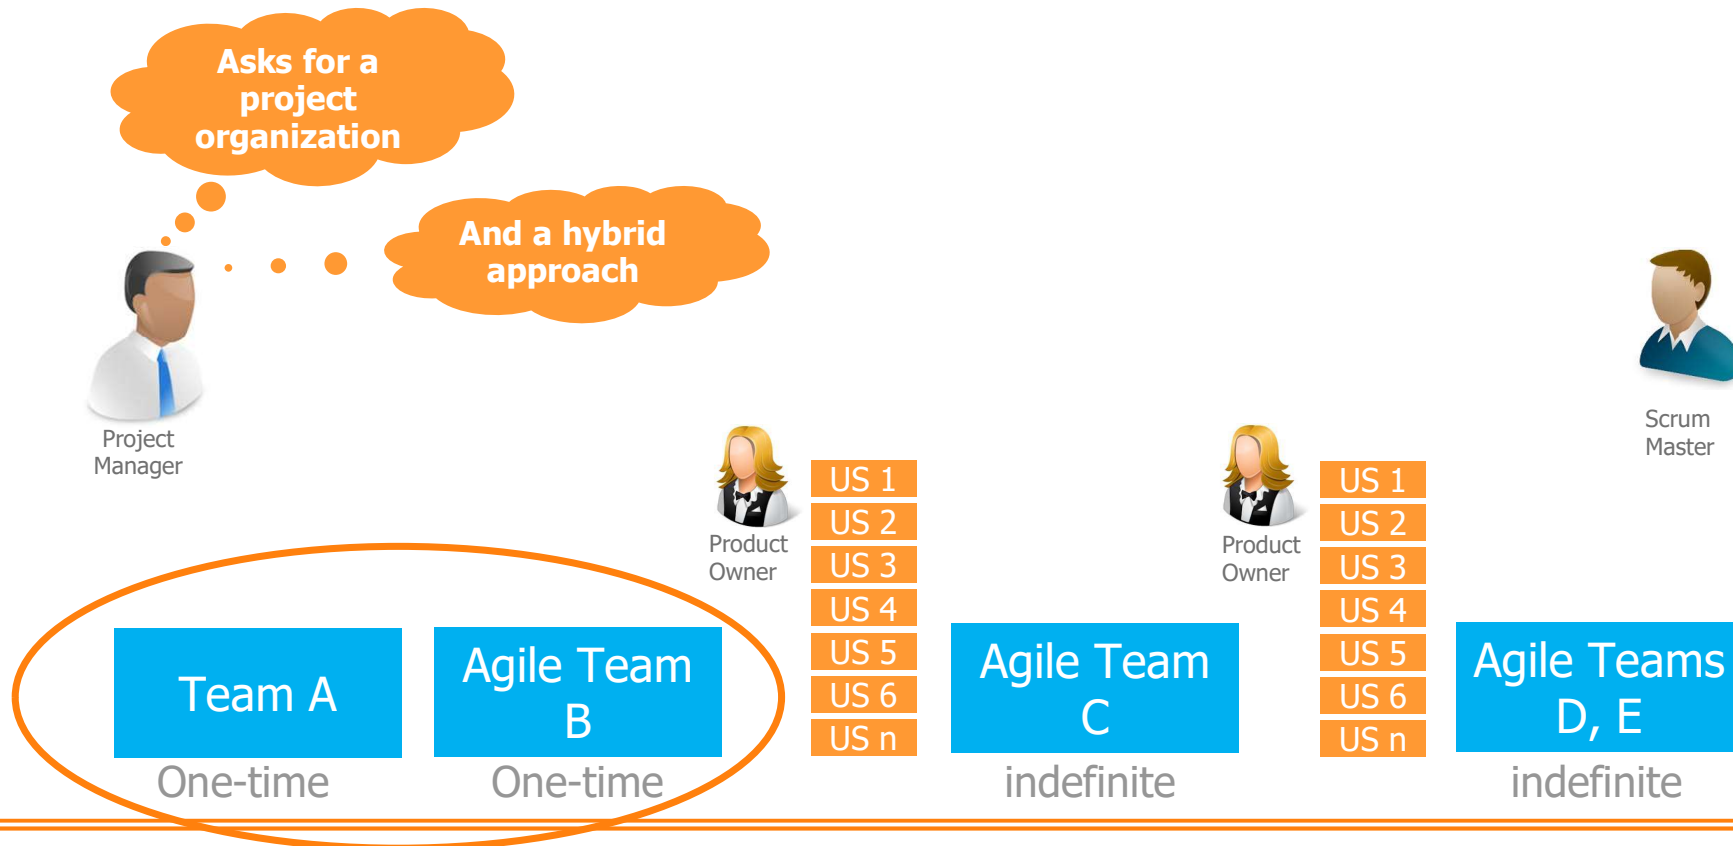 Asks for a
project
organization
And a hybrid
approach
Project
Manager
Scrum
Master
Product
Owner
US 1
US 2
US 3
US 4
US 5
US 6
US n
Product
Owner
US 1
US 2
US 3
US 4
US 5
US 6
US n
Team A
Agile Team
B
Agile Team
C
Agile Teams
D, E
One-time
One-time
indefinite
indefinite